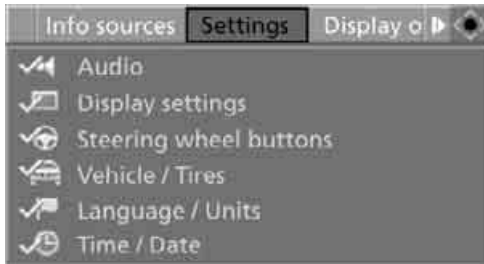 Info sources Settings Display o
Audio
Display settings
Steering wheel buttons
Vehicle / Tires
Language / Units
Time / Date